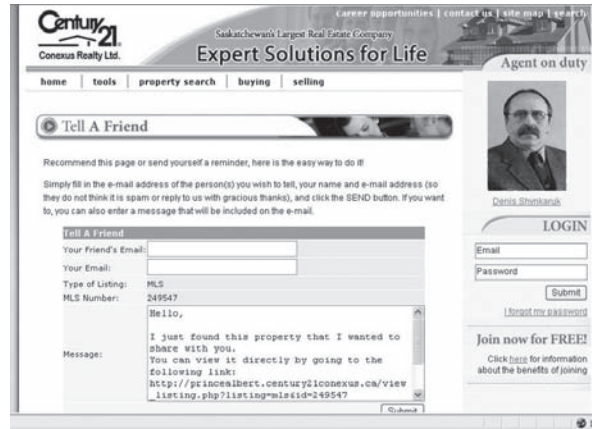 Century 21
Conexus Realty Ltd.
career opportunities | contact us | site map | search
Saskatchewan's Largest Real Estate Company
Expert Solutions for Life
home | tools | property search | buying | selling
Tell A Friend
Recommend this page or send yourself a reminder, here is the easy way to do it!
Simply fill in the e-mail address of the person(s) you wish to tell, your name and e-mail address (so
they do not think it is spam or reply to us with gracious thanks), and click the SEND button. If you want
to, you can also enter a message that will be included on the e-mail.
Tell A Friend
Your Friend's Email:
Your Email:
Type of Listing: MLS
MLS Number: 249547
Message:
Hello,
I just found this property that I wanted to
share with you.
You can view it directly by going to the
following link:
http://princealbert.century21conexus.ca/view
_listing.php?listing=mls&id=249547
Submit
Agent on duty
Denis Shynkaruk
LOGIN
Email
Password
Submit
I forgot my password
Join now for FREE!
Click here for information
about the benefits of joining